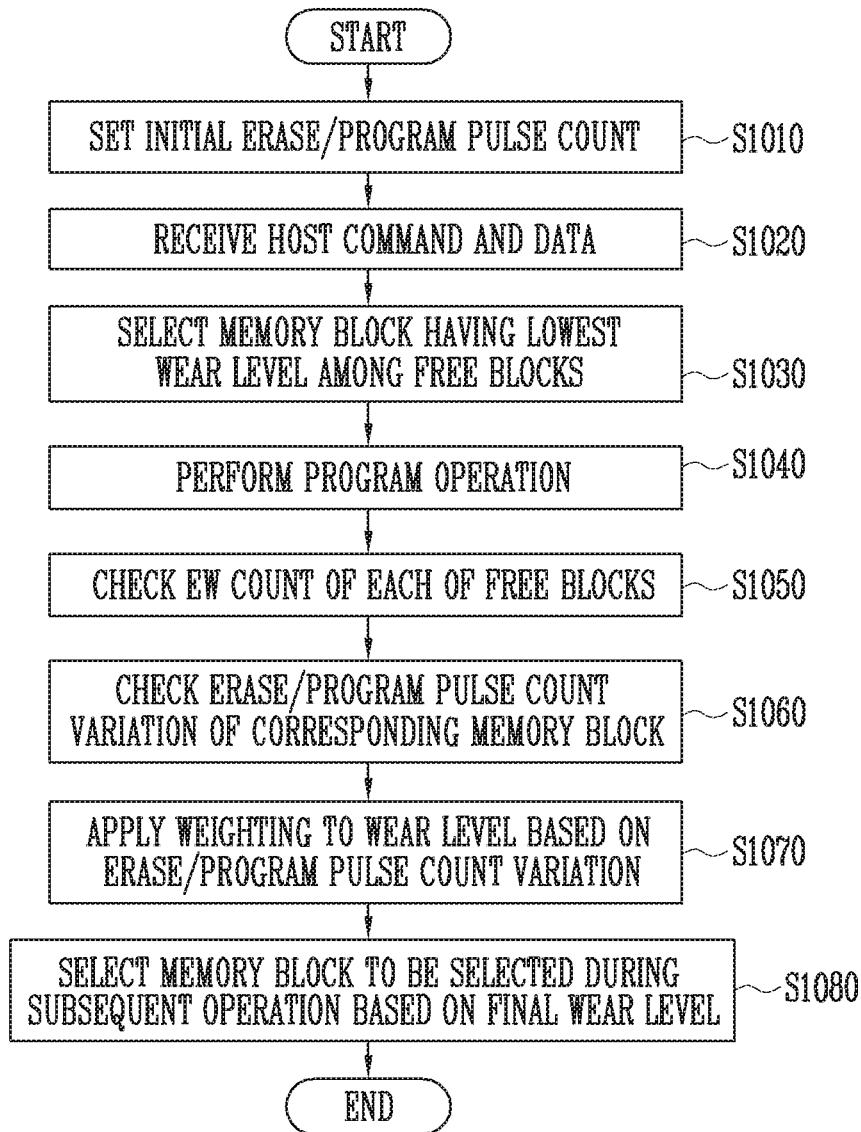 START
SET INITIAL ERASE/PROGRAM PULSE COUNT
S1010
RECEIVE HOST COMMAND AND DATA
S1020
SELECT MEMORY BLOCK HAVING LOWEST
WEAR LEVEL AMONG FREE BLOCKS
S1030
PERFORM PROGRAM OPERATION
S1040
CHECK EW COUNT OF EACH OF FREE BLOCKS
S1050
CHECK ERASE/PROGRAM PULSE COUNT
VARIATION OF CORRESPONDING MEMORY BLOCK
S1060
APPLY WEIGHTING TO WEAR LEVEL BASED ON
ERASE/PROGRAM PULSE COUNT VARIATION
S1070
SELECT MEMORY BLOCK TO BE SELECTED DURING
SUBSEQUENT OPERATION BASED ON FINAL WEAR LEVEL
S1080
END